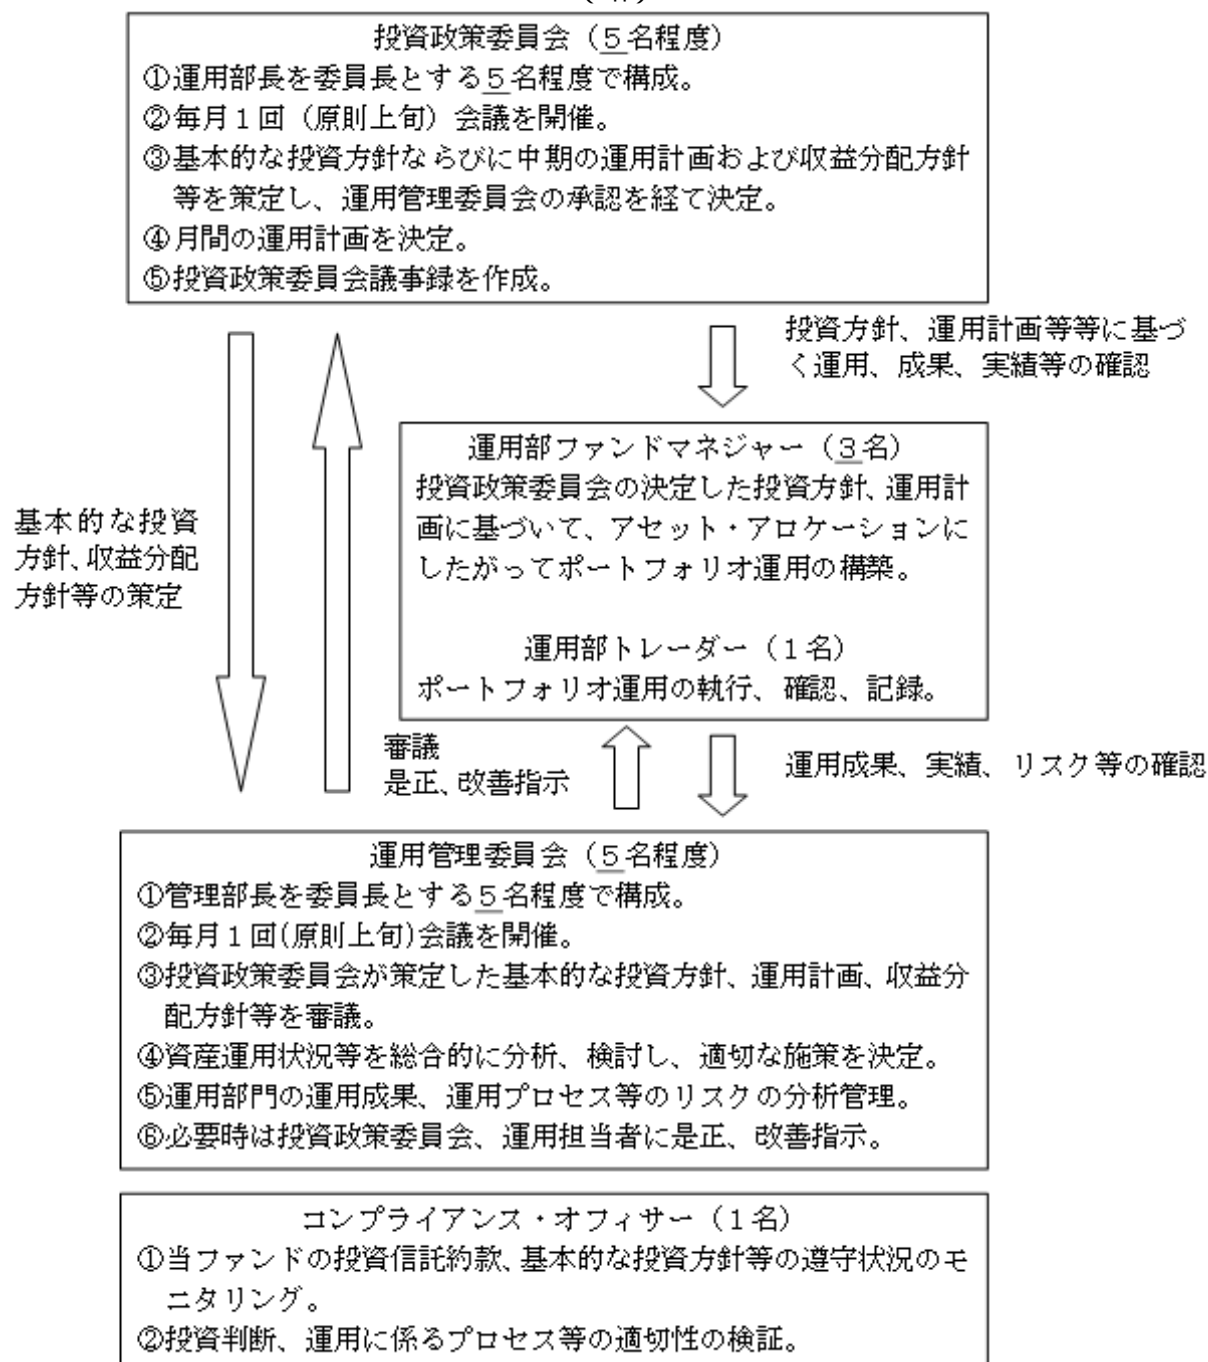 投資政策委員会（５名程度）
①運用部長を委員長とする５名程度で構成。
②毎月１回（原則上旬）会議を開催。
③基本的な投資方針ならびに中期の運用計画および収益分配方針
等を策定し、運用管理委員会の承認を経て決定。
④月間の運用計画を決定。
⑤投資政策委員会議事録を作成。
投資方針、運用計画等等に基づ
く運用、成果、実績等の確認
運用部ファンドマネジャー（３名）
投資政策委員会の決定した投資方針、運用計
画に基づいて、アセット・アロケーションに
したがってポートフォリオ運用の構築。
運用部トレーダー（１名）
ポートフォリオ運用の執行、確認、記録。
基本的な投資
方針、収益分配
方針等の策定
審議
是正、改善指示
運用成果、実績、リスク等の確認
運用管理委員会（５名程度）
①管理部長を委員長とする５名程度で構成。
②毎月１回(原則上旬)会議を開催。
③投資政策委員会が策定した基本的な投資方針、運用計画、収益分
配方針等を審議。
④資産運用状況等を総合的に分析、検討し、適切な施策を決定。
⑤運用部門の運用成果、運用プロセス等のリスクの分析管理。
⑥必要時は投資政策委員会、運用担当者に是正、改善指示。
コンプライアンス・オフィサー（１名）
①当ファンドの投資信託約款、基本的な投資方針等の遵守状況のモ
ニタリング。
②投資判断、運用に係るプロセス等の適切性の検証。